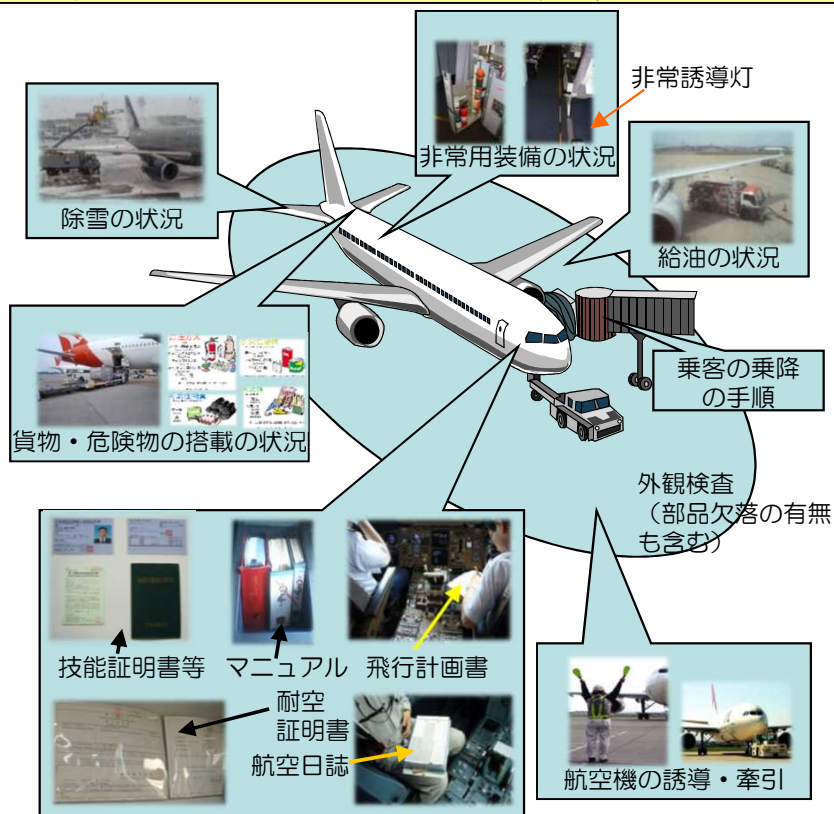 非常誘導灯
非常用装備の状況
除雪の状況
給油の状況
乗客の乗降
の手順
貨物・危険物の搭載の状況
外観検査
（部品欠落の有無
も含む）
技能証明書等
マニュアル
飛行計画書
耐空
証明書
航空日誌
航空機の誘導・牽引